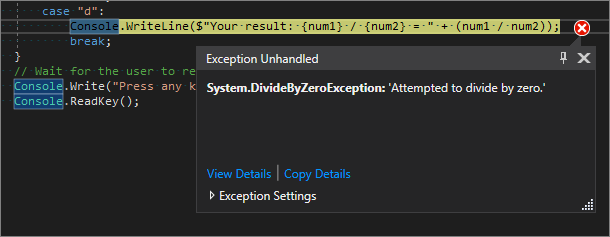 case "d":
Console.WriteLine($"Your result: {num1} / {num2} = " + (num1 / num2));
break;
}
// Wait for the user to re
Console.Write("Press any k
Console.ReadKey();
Exception Unhandled
System.DivideByZeroException: 'Attempted to divide by zero.'
View Details | Copy Details
Exception Settings